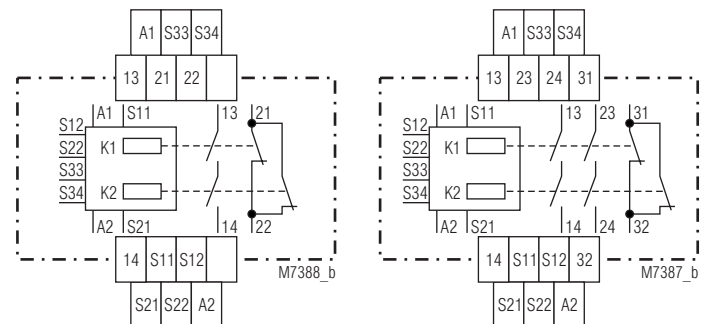 A1 S33 S34
13 21 22
A1 S11 13 21
S12
S22
S33
S34
K1
K2
A2 S21 14 22
14 S11 S12
M7388_b
S21 S22 A2
A1 S33 S34
13 23 24 31
A1 S11 13 23 31
S12
S22
S33
S34
K1
K2
A2 S21 14 24 32
14 S11 S12 32
M7387_b
S21 S22 A2